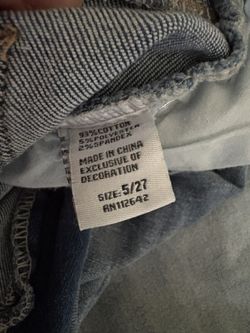 93%COTTON
5%POLYESTER
2%SPANDEX
MADE IN CHINA
EXCLUSIVE OF
DECORATION
SIZE: 5/27
RN112642